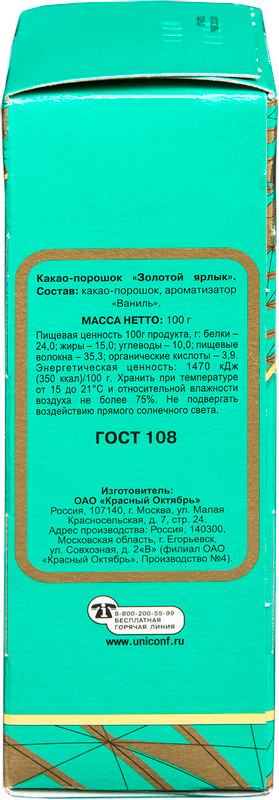 Какао-порошок «Золотой ярлык».
Состав: какао-порошок, ароматизатор
«Ваниль».
МАССА НЕТТО: 100 г
Пищевая ценность 100г продукта, г: белки –
24,0; жиры – 15,0; углеводы – 10,0; пищевые
волокна – 35,3; органические кислоты – 3,9.
Энергетическая ценность: 1470 кДж
(350 ккал)/100 г. Хранить при температуре
от 15 до 21°С и относительной влажности
воздуха не более 75%. Не подвергать
воздействию прямого солнечного света.
ГОСТ 108
Изготовитель:
ОАО «Красный Октябрь»
Россия, 107140, г. Москва, ул. Малая
Красносельская, д. 7, стр. 24.
Адрес производства: Россия, 140300,
Московская область, г. Егорьевск,
ул. Совхозная, д. 2«В» (филиал ОАО
«Красный Октябрь», Производство №4).
8-800-200-55-99
БЕСПЛАТНАЯ
ГОРЯЧАЯ ЛИНИЯ
www.uniconf.ru